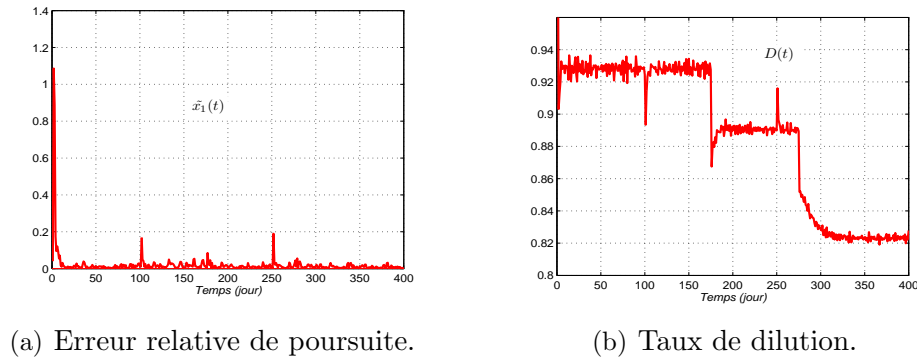 1.4
1.2
1
0.8
0.6
0.4
0.2
0
x̃₁(t)
0 50 100 150 200 250 300 350 400
Temps (jour)
(a) Erreur relative de poursuite.
0.94
0.92
0.9
0.88
0.86
0.84
0.82
0.8
D(t)
0 50 100 150 200 250 300 350 400
Temps (jour)
(b) Taux de dilution.